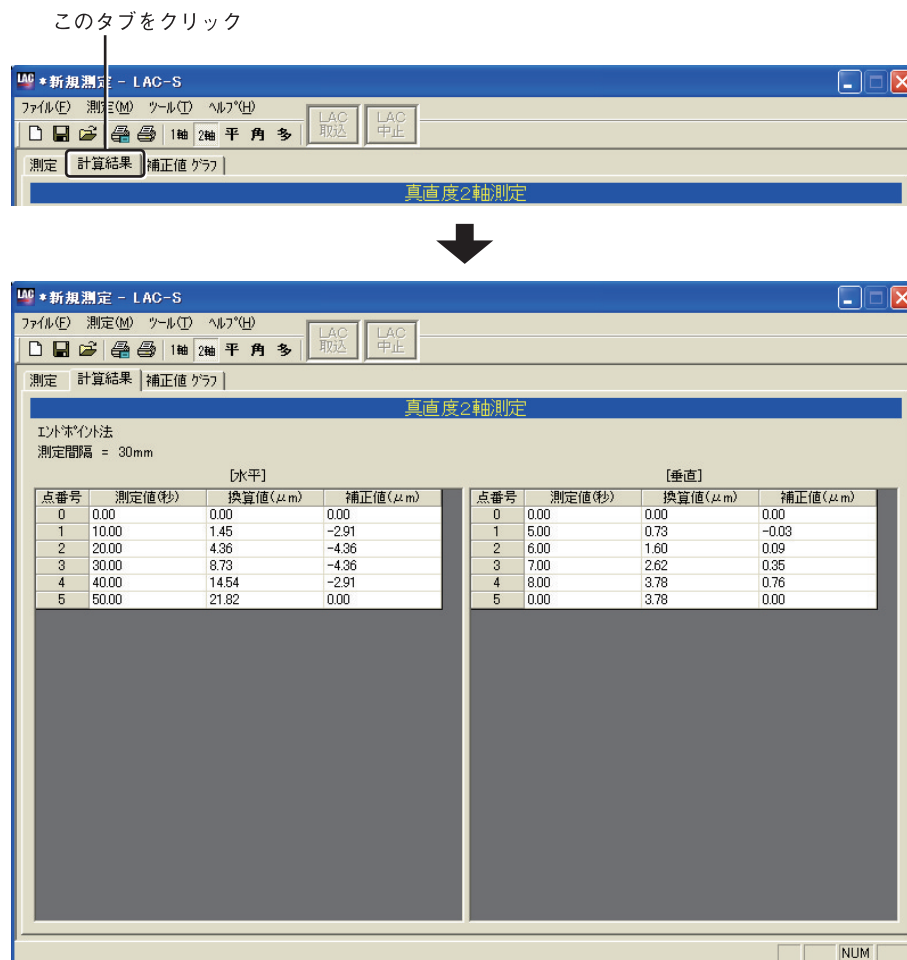 このタブをクリック
*新規測定 - LAC-S
ファイル(F) 測定(M) ツール(T) ヘルプ(H)
1軸 2軸 平 角 多 LAC取込 LAC中止
測定 計算結果 補正値 グラフ
真直度2軸測定
*新規測定 - LAC-S
ファイル(F) 測定(M) ツール(T) ヘルプ(H)
1軸 2軸 平 角 多 LAC取込 LAC中止
測定 計算結果 補正値 グラフ
真直度2軸測定
エンドポイント法
測定間隔 = 30mm
[水平]
点番号 測定値(秒) 換算値(μm) 補正値(μm)
0 0.00 0.00 0.00
1 10.00 1.45 -2.91
2 20.00 4.36 -4.36
3 30.00 8.73 -4.36
4 40.00 14.54 -2.91
5 50.00 21.82 0.00
[垂直]
点番号 測定値(秒) 換算値(μm) 補正値(μm)
0 0.00 0.00 0.00
1 5.00 0.73 -0.03
2 6.00 1.60 0.09
3 7.00 2.62 0.35
4 8.00 3.78 0.76
5 0.00 3.78 0.00
NUM